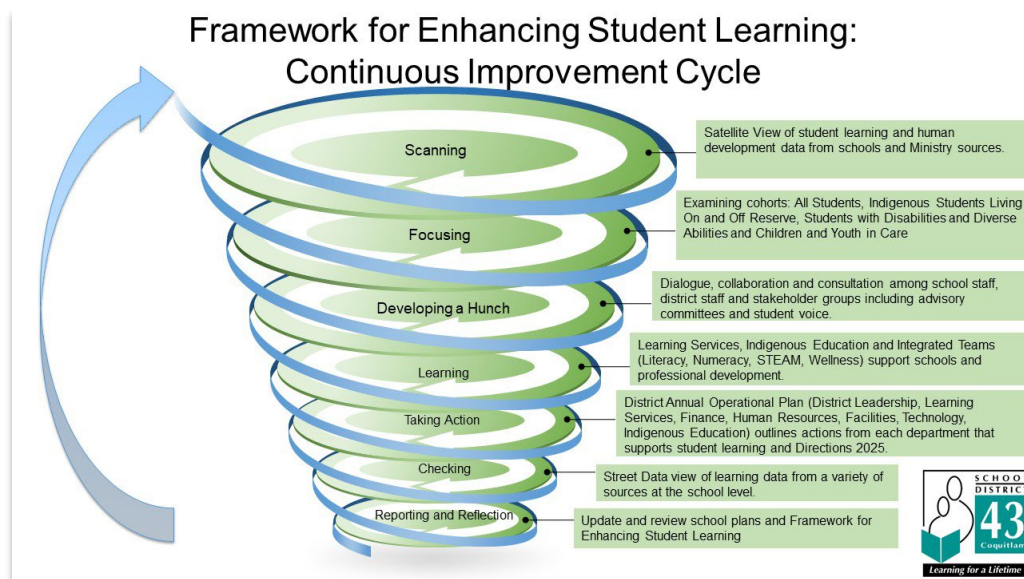 Framework for Enhancing Student Learning:
Continuous Improvement Cycle
Scanning
Satellite View of student learning and human
development data from schools and Ministry sources.
Focusing
Examining cohorts: All Students, Indigenous Students Living
On and Off Reserve, Students with Disabilities and Diverse
Abilities and Children and Youth in Care
Developing a Hunch
Dialogue, collaboration and consultation among school staff,
district staff and stakeholder groups including advisory
committees and student voice.
Learning
Learning Services, Indigenous Education and Integrated Teams
(Literacy, Numeracy, STEAM, Wellness) support schools and
professional development.
Taking Action
District Annual Operational Plan (District Leadership, Learning
Services, Finance, Human Resources, Facilities, Technology,
Indigenous Education) outlines actions from each department that
supports student learning and Directions 2025.
Checking
Street Data view of learning data from a variety of
sources at the school level.
Reporting and Reflection
Update and review school plans and Framework for
Enhancing Student Learning
SCHOO
DISTRIC
43
Coquitlam
Learning for a Lifetime